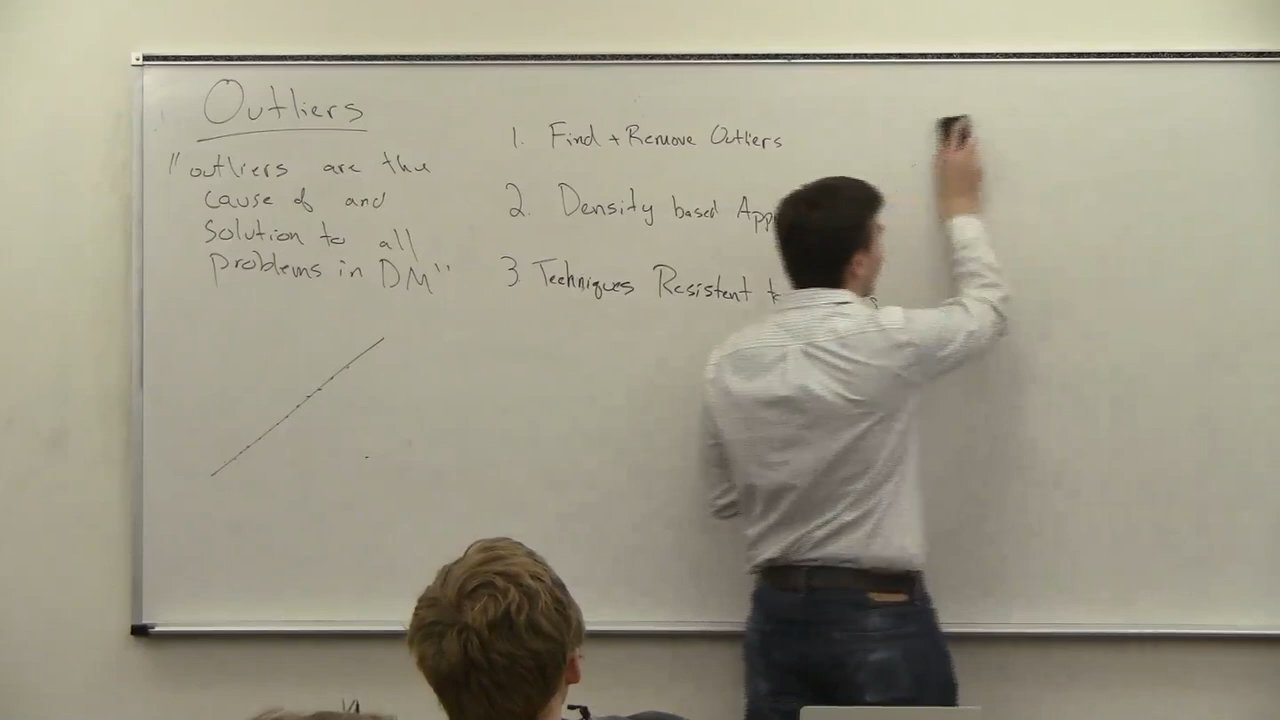 Outliers
"outliers are the
cause of and
solution to all
problems in DM"
1. Find + Remove Outliers
2. Density based App
3 Techniques Resistent to